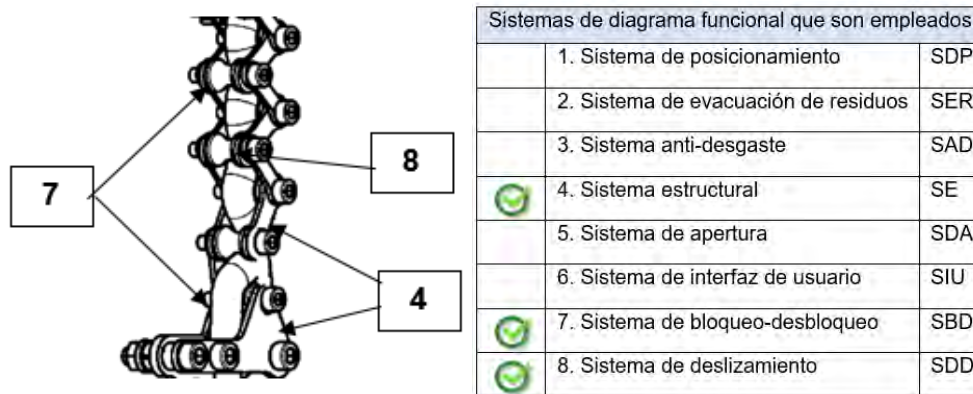 7
8
4
Sistemas de diagrama funcional que son empleados
1. Sistema de posicionamiento SDP
2. Sistema de evacuación de residuos SER
3. Sistema anti-desgaste SAD
4. Sistema estructural SE
5. Sistema de apertura SDA
6. Sistema de interfaz de usuario SIU
7. Sistema de bloqueo-desbloqueo SBD
8. Sistema de deslizamiento SDD